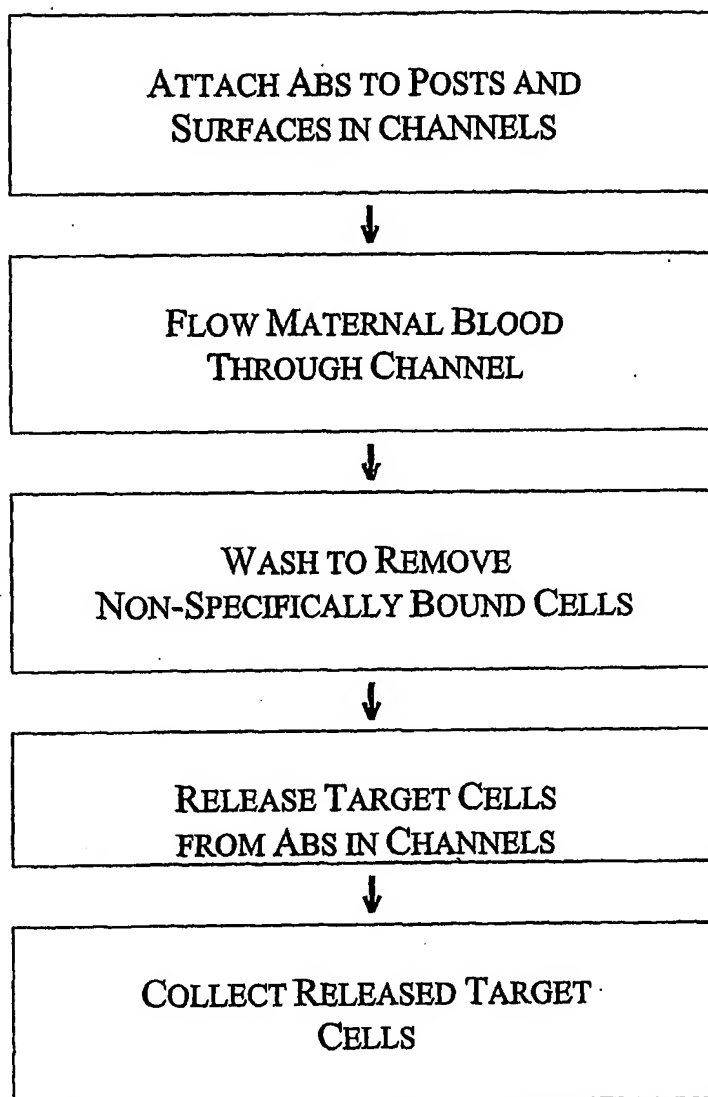 ATTACH ABS TO POSTS AND
SURFACES IN CHANNELS
FLOW MATERNAL BLOOD
THROUGH CHANNEL
WASH TO REMOVE
NON-SPECIFICALLY BOUND CELLS
RELEASE TARGET CELLS
FROM ABS IN CHANNELS
COLLECT RELEASED TARGET
CELLS